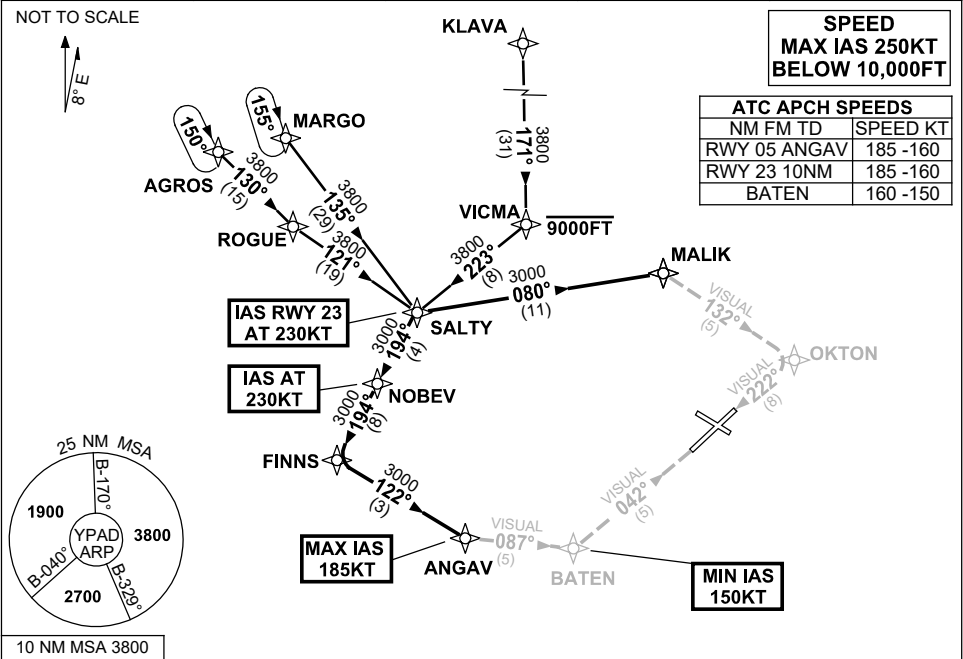 NOT TO SCALE
8° E
KLAVA
SPEED
MAX IAS 250KT
BELOW 10,000FT
ATC APCH SPEEDS
NM FM TD SPEED KT
RWY 05 ANGAV 185 -160
RWY 23 10NM 185 -160
BATEN 160 -150
150°
AGROS
155°
MARGO
3800
130°
(15)
ROGUE
3800
135°
(29)
3800
121°
(19)
3800
171°
(31)
VICMA
9000FT
3800
223°
(8)
MALIK
3000
080°
(11)
IAS RWY 23
AT 230KT
SALTY
VISUAL
132°
(5)
OKTON
3000
194°
(4)
IAS AT
230KT
NOBEV
VISUAL
222°
(8)
3000
194°
(8)
FINNS
3000
122°
(3)
VISUAL
042°
(5)
MAX IAS
185KT
ANGAV
VISUAL
087°
(5)
BATEN
MIN IAS
150KT
25 NM MSA
B-170°
1900
YPAD
ARP
3800
B-040°
B-329°
2700
10 NM MSA 3800